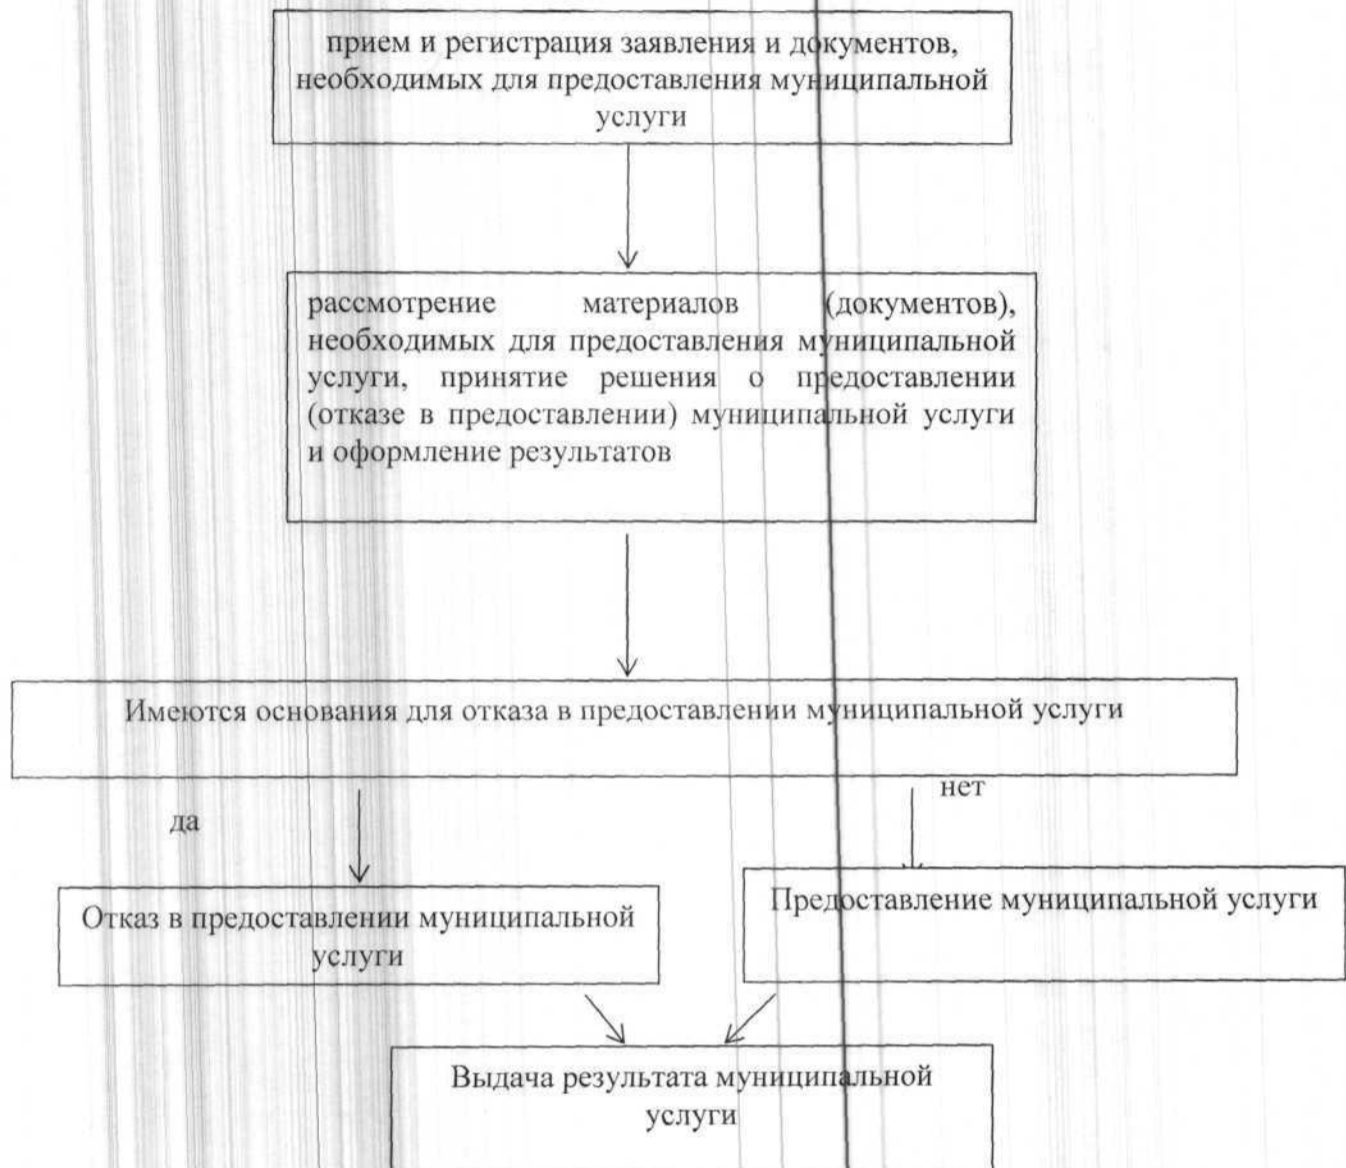 прием и регистрация заявления и документов,
необходимых для предоставления муниципальной
услуги
рассмотрение материалов (документов),
необходимых для предоставления муниципальной
услуги, принятие решения о предоставлении
(отказе в предоставлении) муниципальной услуги
и оформление результатов
Имеются основания для отказа в предоставлении муниципальной услуги
нет
да
Отказ в предоставлении муниципальной
услуги
Предоставление муниципальной услуги
Выдача результата муниципальной
услуги